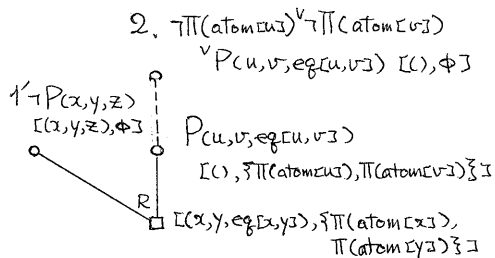 2. ¬Π(atom[u])∨¬Π(atom[v])
∨P(u,v,eq[u,v]) [(),Φ]
1′ ¬P(x,y,z)
[(x,y,z),Φ]
P(u,v,eq[u,v])
[(),{Π(atom[u]),Π(atom[v])}]
R
[(x,y,eq[x,y]),{Π(atom[x]),
Π(atom[y])}]